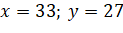 x = 33; y = 27